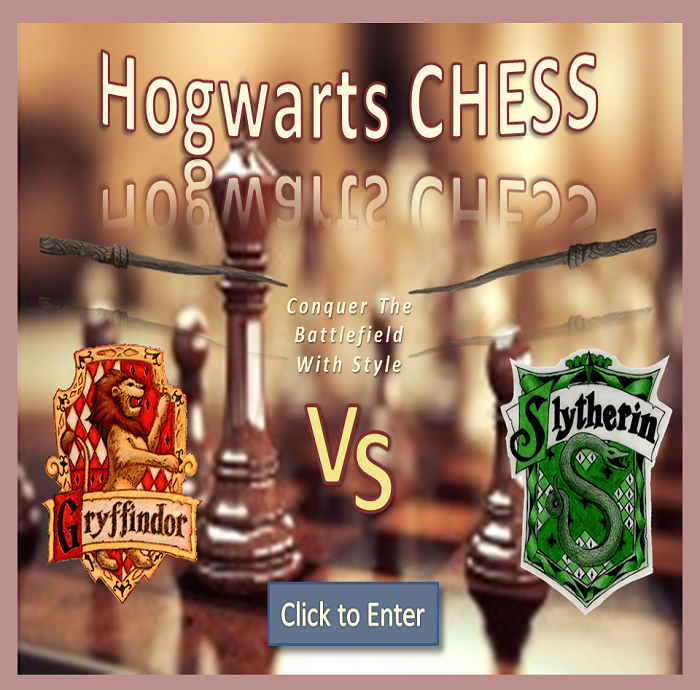 Hogwarts CHESS
Conquer The
Battlefield
With Style
Vs
Gryffindor
Slytherin
Click to Enter